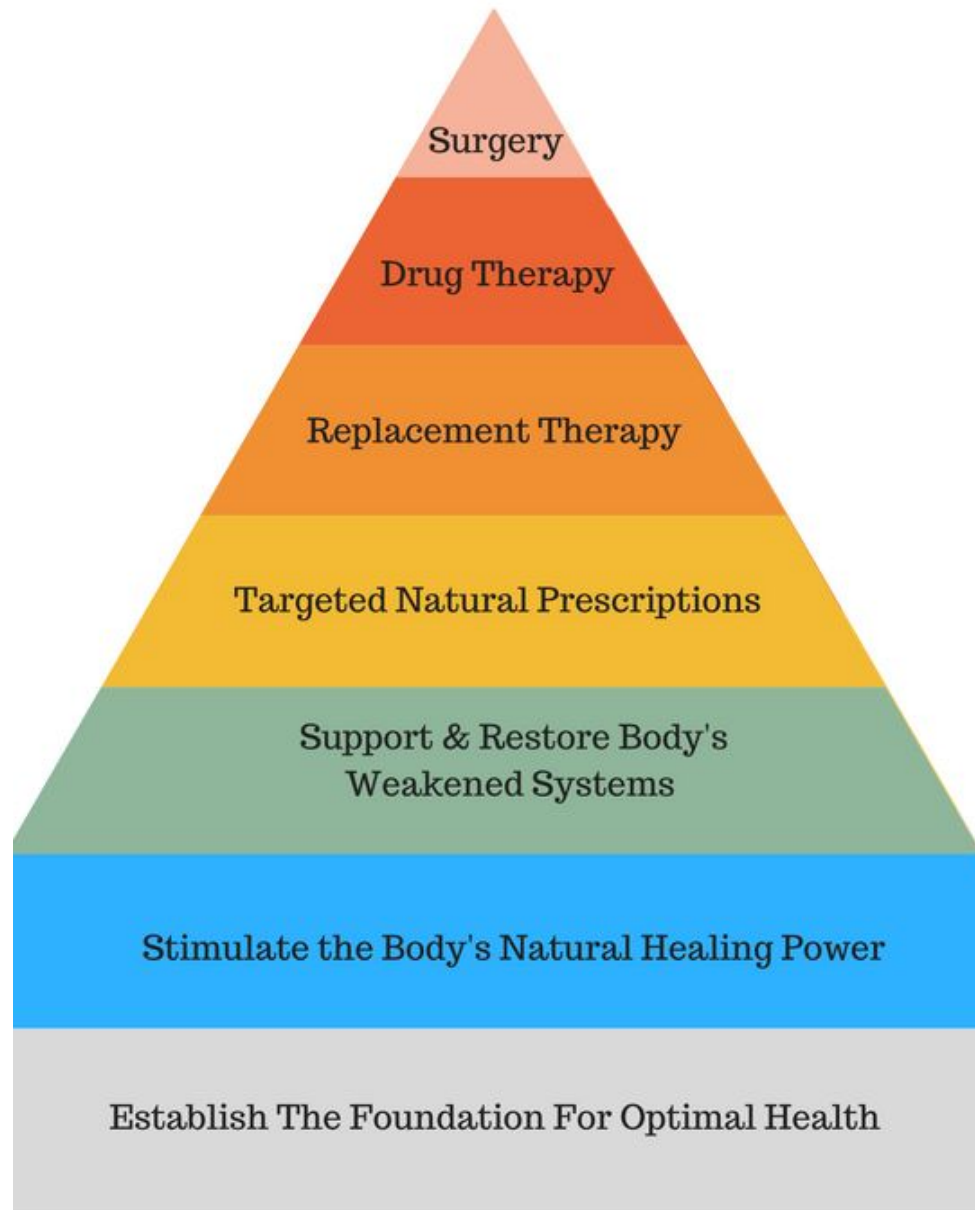 Surgery
Drug Therapy
Replacement Therapy
Targeted Natural Prescriptions
Support & Restore Body's
Weakened Systems
Stimulate the Body's Natural Healing Power
Establish The Foundation For Optimal Health